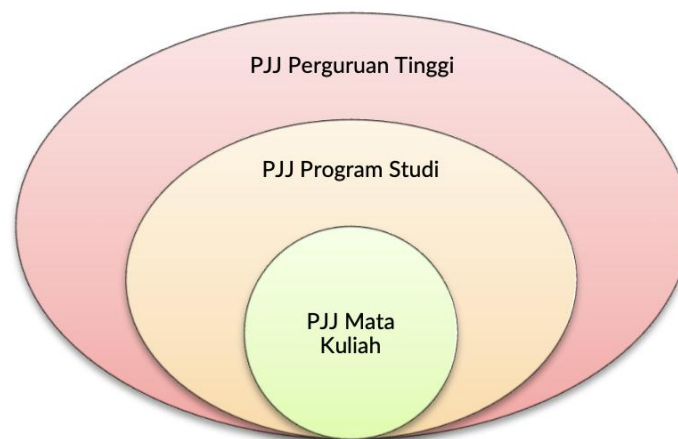 PJJ Perguruan Tinggi
PJJ Program Studi
PJJ Mata
Kuliah